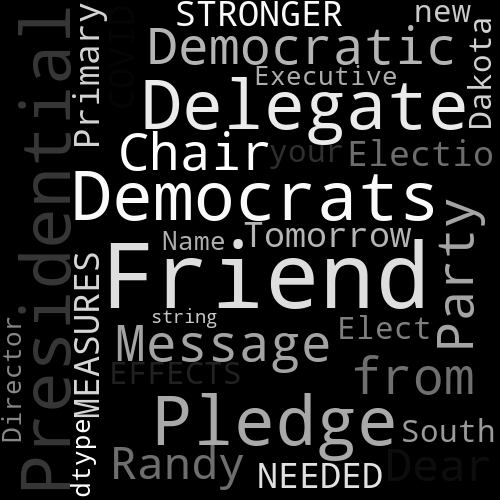 STRONGER
new
Primary
COVID
Democratic
Dakota
Presidential
Executive
Delegate
Chair
your
Electio
Democrats
Party
Name
Tomorrow
Friend
MEASURES
string
Director
Message
Elect
EFFECTS
from
Pledge
South
dtype
Randy
NEEDED
Dear